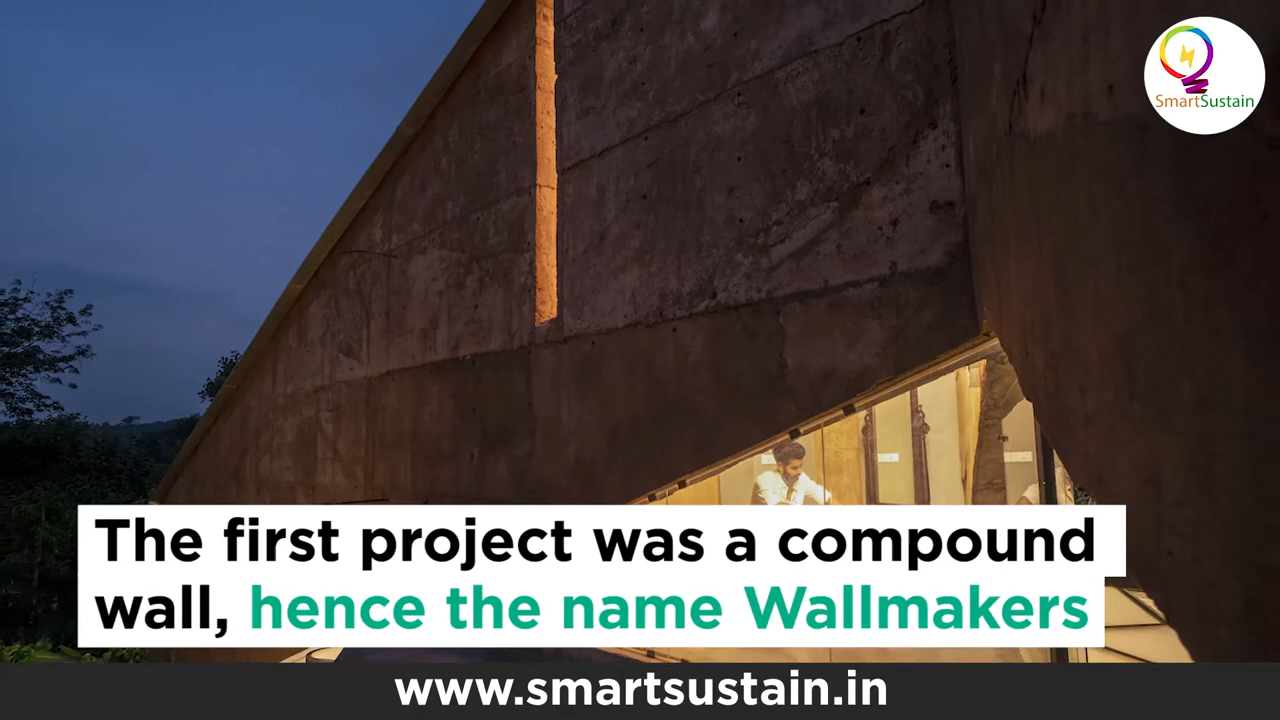 SmartSustain
The first project was a compound
wall, hence the name Wallmakers
www.smartsustain.in